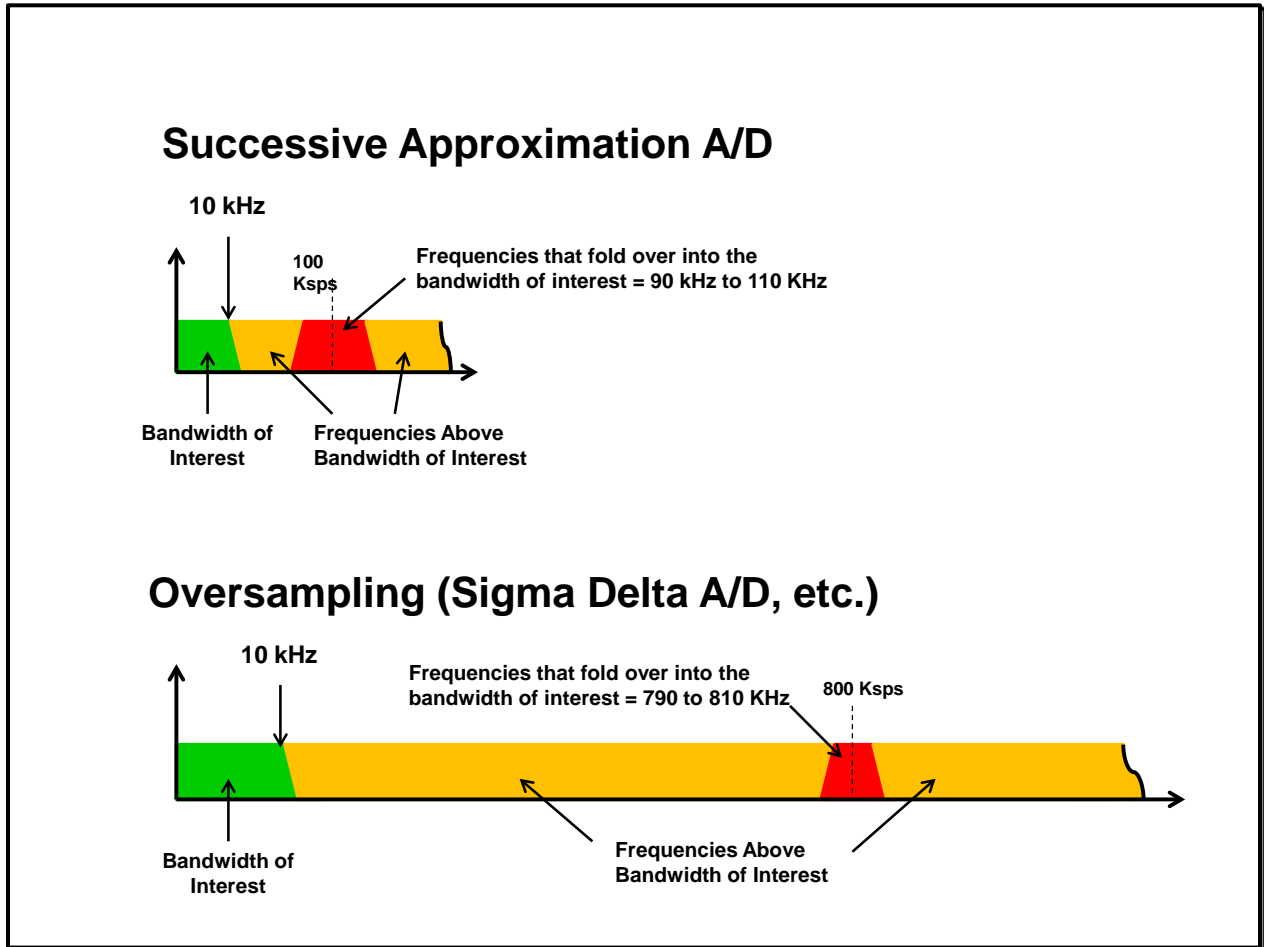 Successive Approximation A/D
10 kHz
100
Ksps
Frequencies that fold over into the
bandwidth of interest = 90 kHz to 110 KHz
Bandwidth of
Interest
Frequencies Above
Bandwidth of Interest
Oversampling (Sigma Delta A/D, etc.)
10 kHz
Frequencies that fold over into the
bandwidth of interest = 790 to 810 KHz
800 Ksps
Bandwidth of
Interest
Frequencies Above
Bandwidth of Interest